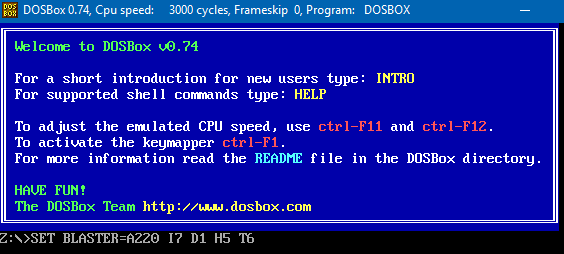 DOS
BOX
DOSBox 0.74, Cpu speed: 3000 cycles, Frameskip 0, Program: DOSBOX
Welcome to DOSBox v0.74
For a short introduction for new users type: INTRO
For supported shell commands type: HELP
To adjust the emulated CPU speed, use ctrl-F11 and ctrl-F12.
To activate the keymapper ctrl-F1.
For more information read the README file in the DOSBox directory.
HAVE FUN!
The DOSBox Team http://www.dosbox.com
Z:\>SET BLASTER=A220 I7 D1 H5 T6